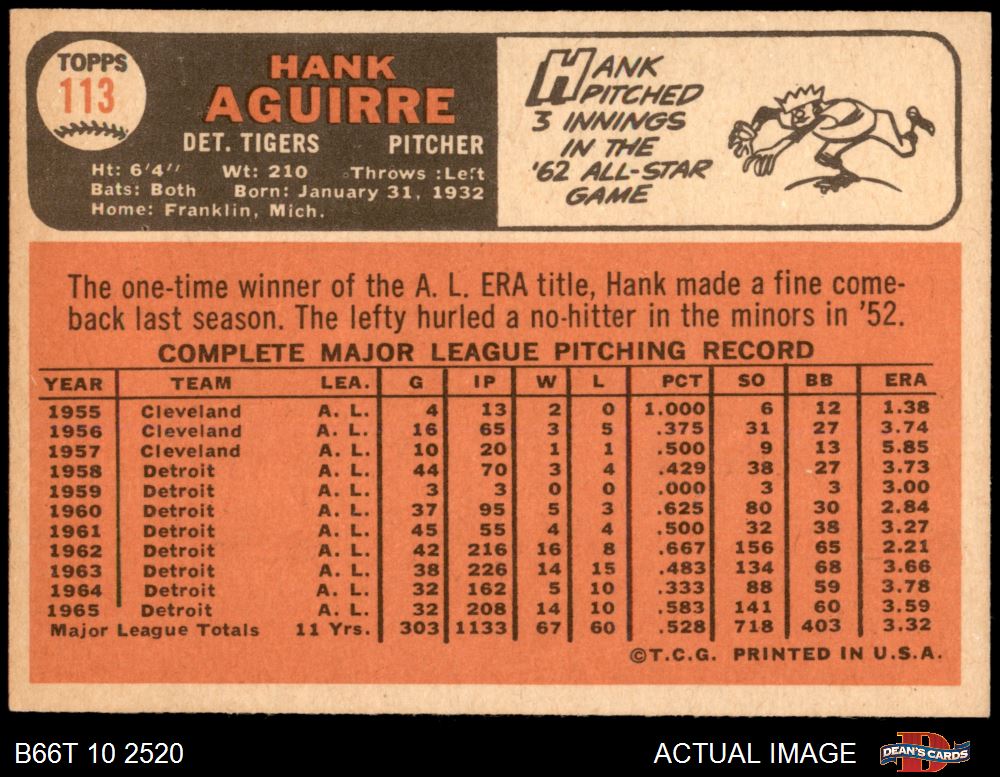 TOPPS
113
HANK
AGUIRRE
DET. TIGERS PITCHER
Ht: 6'4" Wt: 210 Throws :Left
Bats: Both Born: January 31, 1932
Home: Franklin, Mich.
HANK
PITCHED
3 INNINGS
IN THE
'62 ALL-STAR
GAME
The one-time winner of the A. L. ERA title, Hank made a fine come-
back last season. The lefty hurled a no-hitter in the minors in '52.
COMPLETE MAJOR LEAGUE PITCHING RECORD
YEAR TEAM LEA. G IP W L PCT SO BB ERA
1955 Cleveland A. L. 4 13 2 0 1.000 6 12 1.38
1956 Cleveland A. L. 16 65 3 5 .375 31 27 3.74
1957 Cleveland A. L. 10 20 1 1 .500 9 13 5.85
1958 Detroit A. L. 44 70 3 4 .429 38 27 3.73
1959 Detroit A. L. 3 3 0 0 .000 3 3 3.00
1960 Detroit A. L. 37 95 5 3 .625 80 30 2.84
1961 Detroit A. L. 45 55 4 4 .500 32 38 3.27
1962 Detroit A. L. 42 216 16 8 .667 156 65 2.21
1963 Detroit A. L. 38 226 14 15 .483 134 68 3.66
1964 Detroit A. L. 32 162 5 10 .333 88 59 3.78
1965 Detroit A. L. 32 208 14 10 .583 141 60 3.59
Major League Totals 11 Yrs. 303 1133 67 60 .528 718 403 3.32
©T.C.G. PRINTED IN U.S.A.
B66T 10 2520 ACTUAL IMAGE DEAN'S CARDS